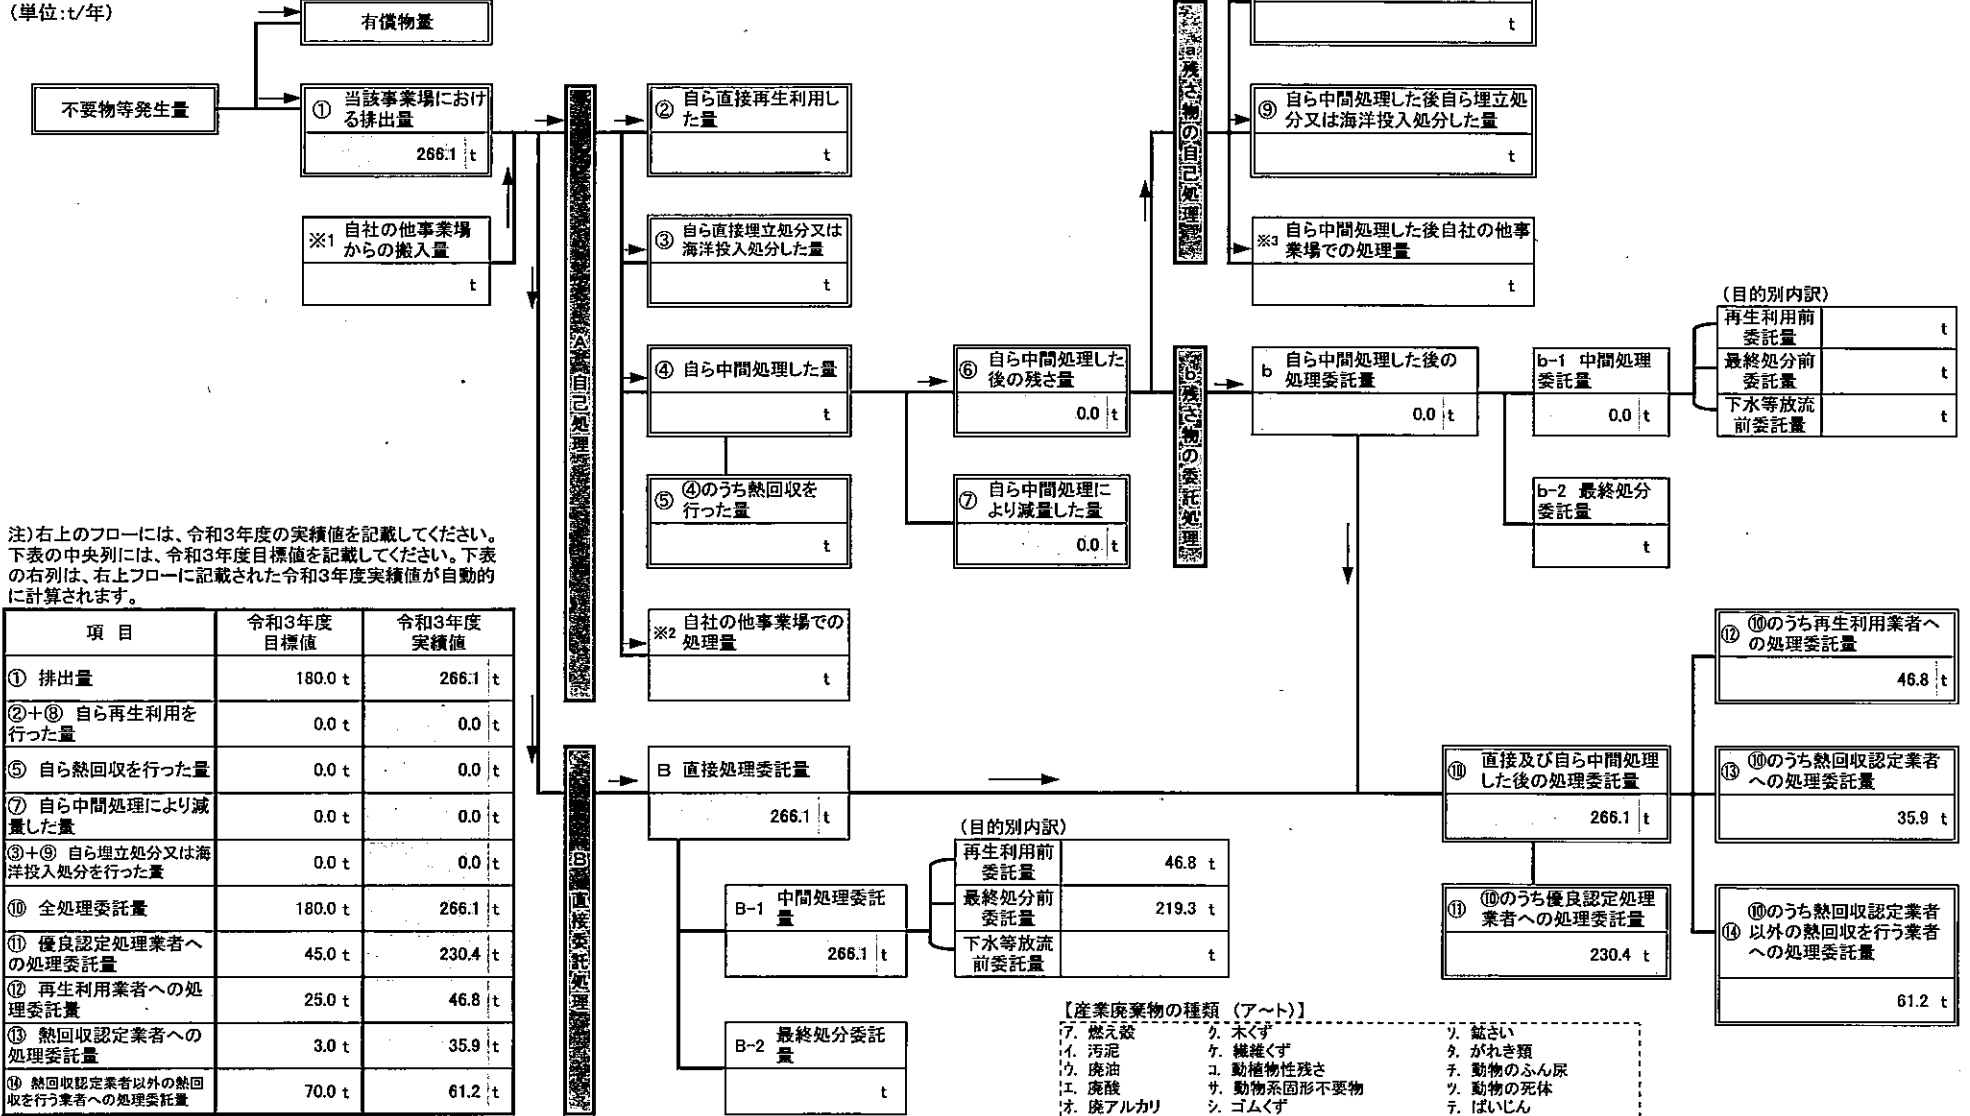 (単位:t/年)
有償物量
不要物等発生量
① 当該事業場におけ
る排出量
266.1 t
※1 自社の他事業場
からの搬入量
t
自己処理
② 自ら直接再生利用し
た量
t
③ 自ら直接埋立処分又は
海洋投入処分した量
t
④ 自ら中間処理した量
t
⑤ ④のうち熱回収を
行った量
t
※2 自社の他事業場での
処理量
t
⑥ 自ら中間処理した
後の残さ量
0.0 t
⑦ 自ら中間処理に
より減量した量
0.0 t
a残さ物の自己処理
t
⑨ 自ら中間処理した後自ら埋立処
分又は海洋投入処分した量
t
※3 自ら中間処理した後自社の他事
業場での処理量
t
b残さ物の委託処理
b 自ら中間処理した後の
処理委託量
0.0 t
b-1 中間処理
委託量
0.0 t
b-2 最終処分
委託量
t
(目的別内訳)
再生利用前
委託量
t
最終処分前
委託量
t
下水等放流
前委託量
t
注)右上のフローには、令和3年度の実績値を記載してください。
下表の中央列には、令和3年度目標値を記載してください。下表
の右列は、右上フローに記載された令和3年度実績値が自動的
に計算されます。
項 目
令和3年度
目標値
令和3年度
実績値
① 排出量
180.0 t
266.1 t
②+⑧ 自ら再生利用を
行った量
0.0 t
0.0 t
⑤ 自ら熱回収を行った量
0.0 t
0.0 t
⑦ 自ら中間処理により減
量した量
0.0 t
0.0 t
③+⑨ 自ら埋立処分又は海
洋投入処分を行った量
0.0 t
0.0 t
⑩ 全処理委託量
180.0 t
266.1 t
⑪ 優良認定処理業者へ
の処理委託量
45.0 t
230.4 t
⑫ 再生利用業者への処
理委託量
25.0 t
46.8 t
⑬ 熱回収認定業者への
処理委託量
3.0 t
35.9 t
⑭ 熱回収認定業者以外の熱回
収を行う業者への処理委託量
70.0 t
61.2 t
B
直接委託処理
B 直接処理委託量
266.1 t
B-1 中間処理委託
量
266.1 t
B-2 最終処分委託
量
t
(目的別内訳)
再生利用前
委託量
46.8 t
最終処分前
委託量
219.3 t
下水等放流
前委託量
t
⑩ 直接及び自ら中間処理
した後の処理委託量
266.1 t
⑪ ⑩のうち優良認定処理
業者への処理委託量
230.4 t
⑫ ⑩のうち再生利用業者へ
の処理委託量
46.8 t
⑬ ⑩のうち熱回収認定業者
への処理委託量
35.9 t
⑭ ⑩のうち熱回収認定業者
以外の熱回収を行う業者
への処理委託量
61.2 t
【産業廃棄物の種類 (ア~ト)】
ア. 燃え殻
イ. 汚泥
ウ. 廃油
エ. 廃酸
オ. 廃アルカリ
ク. 木くず
ケ. 繊維くず
コ. 動植物性残さ
サ. 動物系固形不要物
シ. ゴムくず
ソ. 鉱さい
タ. がれき類
チ. 動物のふん尿
ツ. 動物の死体
テ. ばいじん